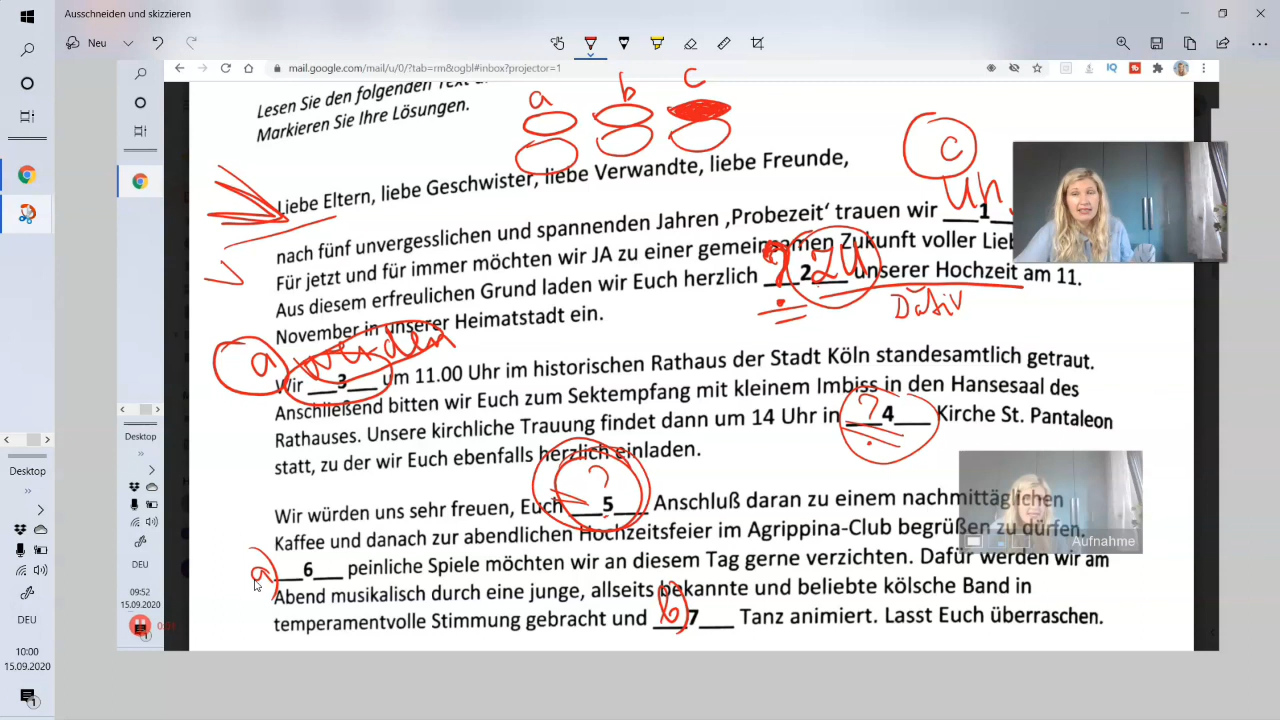 Ausschneiden und skizzieren
Neu
mail.google.com/mail/u/0/?tab=rm&ogbl#inbox?projector=1
Lesen Sie den folgenden Text
Markieren Sie Ihre Lösungen.
a b c
c
Liebe Eltern, liebe Geschwister, liebe Verwandte, liebe Freunde,
un
nach fünf unvergesslichen und spannenden Jahren ‚Probezeit‘ trauen wir ___1
Für jetzt und für immer möchten wir JA zu einer gemeinsamen Zukunft voller
? zu
Aus diesem erfreulichen Grund laden wir Euch herzlich ___2___ unserer Hochzeit am 11.
Dativ
November in unserer Heimatstadt ein.
a werden
Wir ___3___ um 11.00 Uhr im historischen Rathaus der Stadt Köln standesamtlich getraut.
Anschließend bitten wir Euch zum Sektempfang mit kleinem Imbiss in den Hansesaal des
?
Rathauses. Unsere kirchliche Trauung findet dann um 14 Uhr in ___4___ Kirche St. Pantaleon
statt, zu der wir Euch ebenfalls herzlich einladen.
?
Wir würden uns sehr freuen, Euch ___5___ Anschluß daran zu einem nachmittäglichen
Kaffee und danach zur abendlichen Hochzeitsfeier im Agrippina-Club begrüßen zu dürfen.
Aufnahme
a
___6___ peinliche Spiele möchten wir an diesem Tag gerne verzichten. Dafür werden wir am
Abend musikalisch durch eine junge, allseits bekannte und beliebte kölsche Band in
b
temperamentvolle Stimmung gebracht und ___7___ Tanz animiert. Lasst Euch überraschen.
Desktop
DEU
09:52
15.09.2020
Desktop
DEU
10:00
15.09.2020